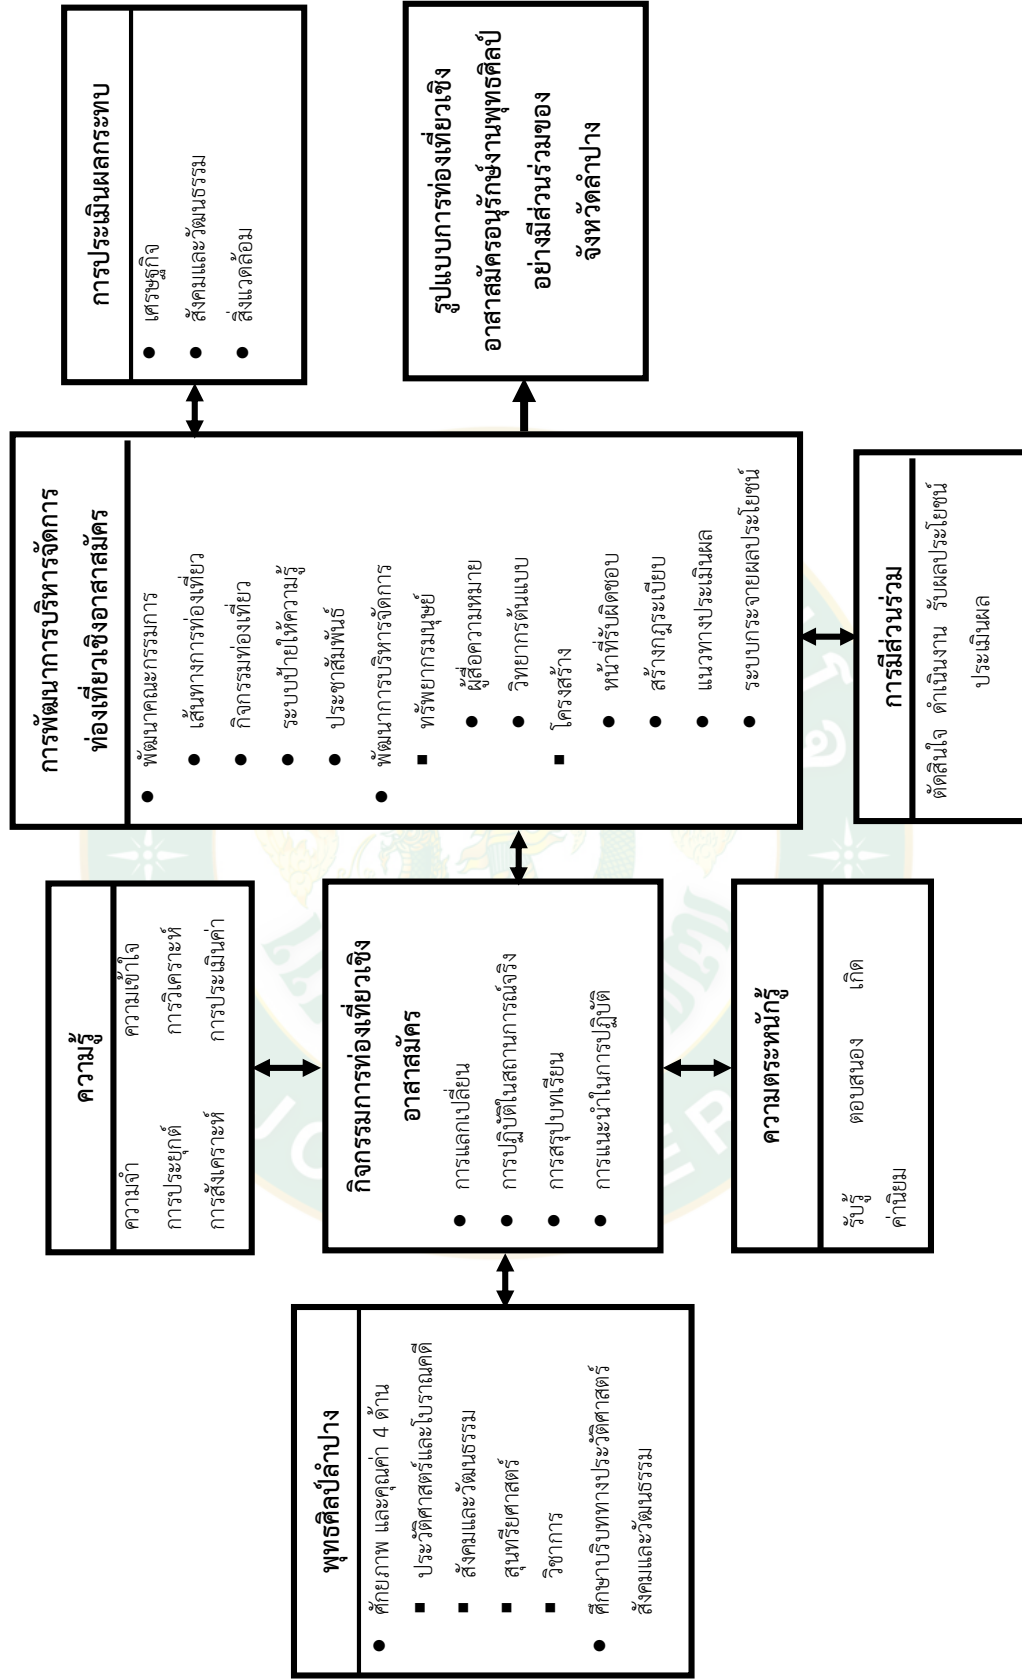 พุทธศิลป์ลำปาง
● ศักยภาพ และคุณค่า 4 ด้าน
■ ประวัติศาสตร์และโบราณคดี
■ สังคมและวัฒนธรรม
■ สุนทรียศาสตร์
■ วิชาการ
● ศึกษาบริบททางประวัติศาสตร์
สังคมและวัฒนธรรม
ความรู้
ความจำ ความเข้าใจ
การประยุกต์ การวิเคราะห์
การสังเคราะห์ การประเมินค่า
กิจกรรมการท่องเที่ยวเชิง
อาสาสมัคร
● การแลกเปลี่ยน
● การปฏิบัติในสถานการณ์จริง
● การสรุปบทเรียน
● การแนะนำในการปฏิบัติ
ความตระหนักรู้
รับรู้ ตอบสนอง เกิด
ค่านิยม
การพัฒนาการบริหารจัดการ
ท่องเที่ยวเชิงอาสาสมัคร
● พัฒนาคณะกรรมการ
● เส้นทางการท่องเที่ยว
● กิจกรรมท่องเที่ยว
● ระบบป้ายให้ความรู้
● ประชาสัมพันธ์
● พัฒนาการบริหารจัดการ
■ ทรัพยากรมนุษย์
● ผู้สื่อความหมาย
● วิทยากรต้นแบบ
■ โครงสร้าง
● หน้าที่รับผิดชอบ
● สร้างกฎระเบียบ
● แนวทางประเมินผล
● ระบบกระจายผลประโยชน์
การมีส่วนร่วม
ตัดสินใจ ดำเนินงาน รับผลประโยชน์
ประเมินผล
การประเมินผลกระทบ
● เศรษฐกิจ
● สังคมและวัฒนธรรม
● สิ่งแวดล้อม
รูปแบบการท่องเที่ยวเชิง
อาสาสมัครอนุรักษ์งานพุทธศิลป์
อย่างมีส่วนร่วมของ
จังหวัดลำปาง